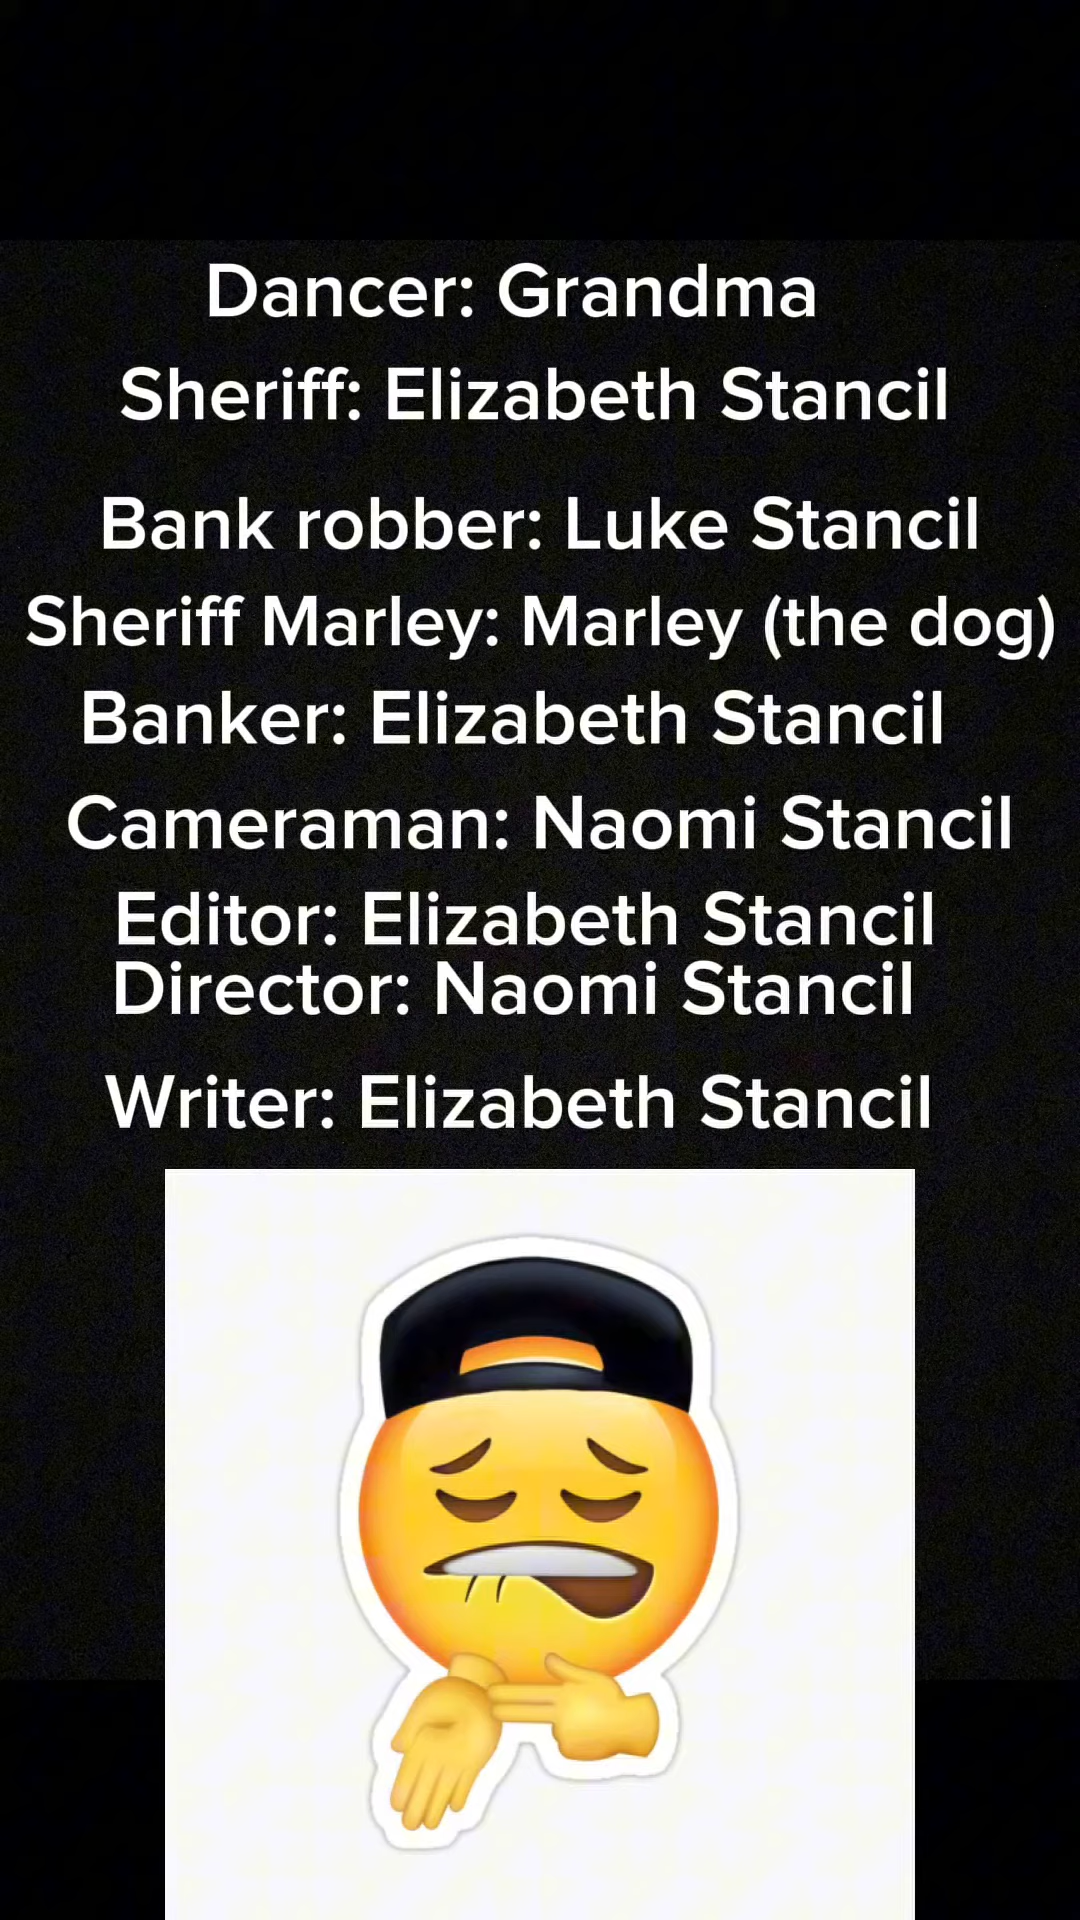 Dancer: Grandma
Sheriff: Elizabeth Stancil
Bank robber: Luke Stancil
Sheriff Marley: Marley (the dog)
Banker: Elizabeth Stancil
Cameraman: Naomi Stancil
Editor: Elizabeth Stancil
Director: Naomi Stancil
Writer: Elizabeth Stancil